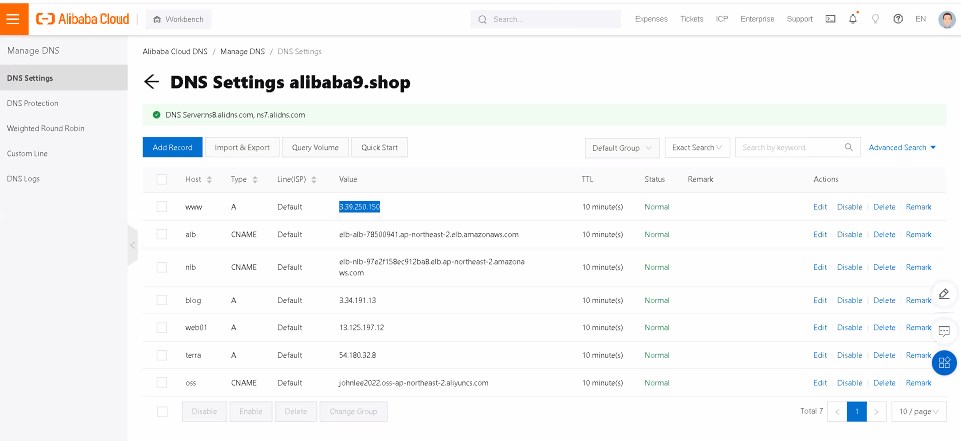 Alibaba Cloud
Workbench
Search...
Expenses Tickets ICP Enterprise Support EN
Manage DNS
DNS Settings
DNS Protection
Weighted Round Robin
Custom Line
DNS Logs
Alibaba Cloud DNS / Manage DNS / DNS Settings
DNS Settings alibaba9.shop
DNS Server:ns8.alidns.com, ns7.alidns.com
Add Record Import & Export Query Volume Quick Start Default Group Exact Search Search by keyword Advanced Search
Host Type Line(ISP) Value TTL Status Remark Actions
www A Default 3.39.250.150 10 minute(s) Normal Edit Disable Delete Remark
alb CNAME Default elb-alb-78500941.ap-northeast-2.elb.amazonaws.com 10 minute(s) Normal Edit Disable Delete Remark
nlb CNAME Default elb-nlb-97e2f158ec912ba8.elb.ap-northeast-2.amazona 10 minute(s) Normal Edit Disable Delete Remark
ws.com
blog A Default 3.34.191.13 10 minute(s) Normal Edit Disable Delete Remark
web01 A Default 13.125.197.12 10 minute(s) Normal Edit Disable Delete Remark
terra A Default 54.180.32.8 10 minute(s) Normal Edit Disable Delete Remark
oss CNAME Default johnlee2022.oss-ap-northeast-2.aliyuncs.com 10 minute(s) Normal Edit Disable Delete Remark
Disable Enable Delete Change Group Total 7 1 10 / page